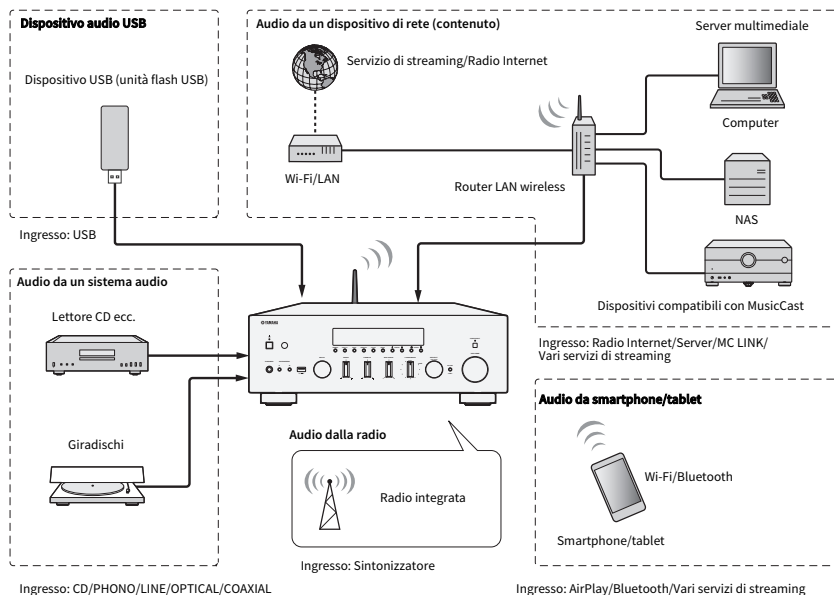 Dispositivo audio USB
Dispositivo USB (unità flash USB)
Ingresso: USB
Audio da un dispositivo di rete (contenuto)
Servizio di streaming/Radio Internet
Wi-Fi/LAN
Router LAN wireless
Server multimediale
Computer
NAS
Dispositivi compatibili con MusicCast
Ingresso: Radio Internet/Server/MC LINK/
Vari servizi di streaming
Audio da un sistema audio
Lettore CD ecc.
Giradischi
Ingresso: CD/PHONO/LINE/OPTICAL/COAXIAL
YAMAHA
Audio dalla radio
Radio integrata
Ingresso: Sintonizzatore
Audio da smartphone/tablet
Wi-Fi/Bluetooth
Smartphone/tablet
Ingresso: AirPlay/Bluetooth/Vari servizi di streaming